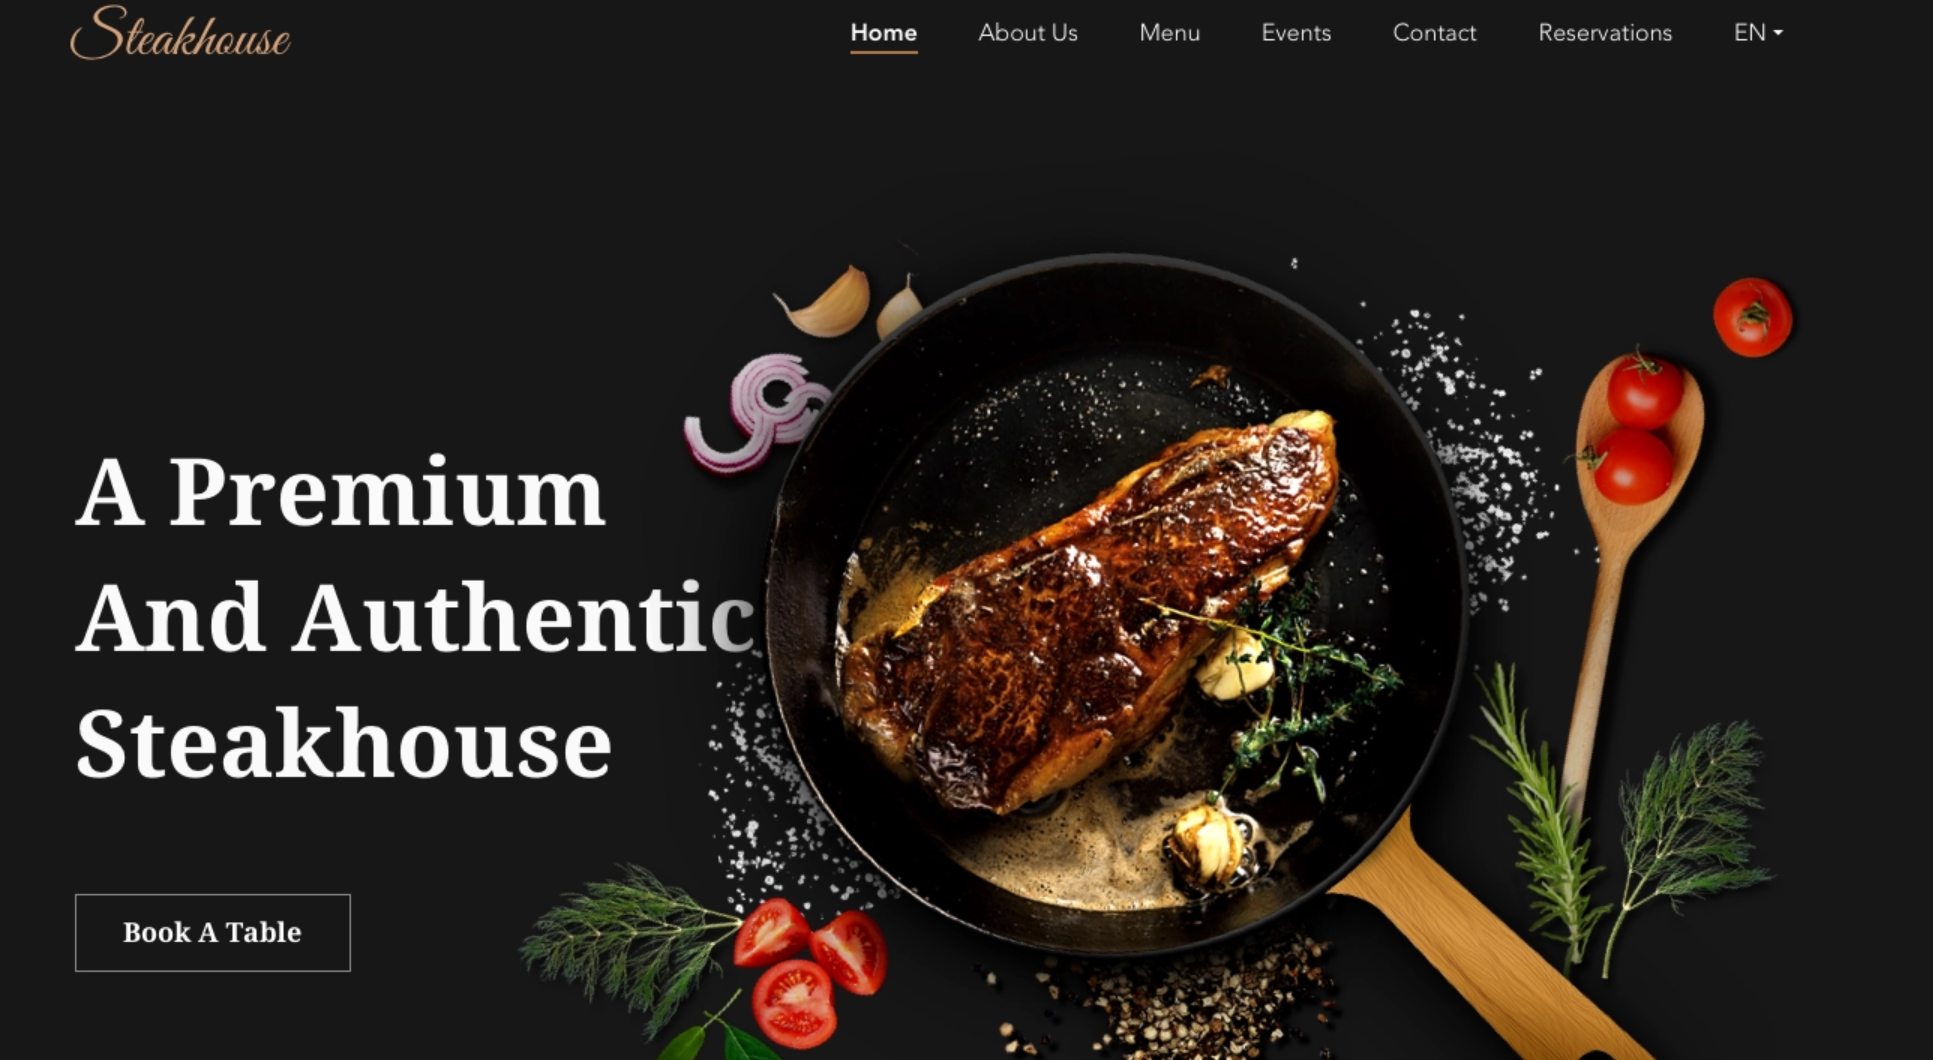 Steakhouse
Home About Us Menu Events Contact Reservations EN
A Premium
And Authentic
Steakhouse
Book A Table